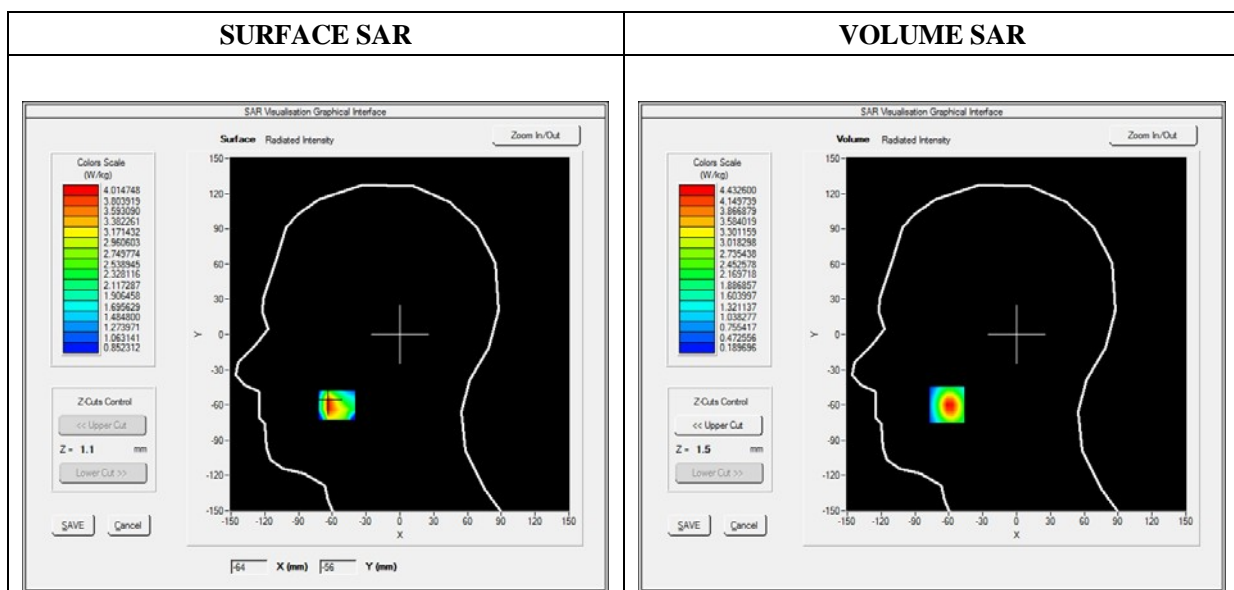 SURFACE SAR
VOLUME SAR
SAR Visualisation Graphical Interface
Surface Radiated Intensity
Zoom In/Out
Colors Scale
(W/kg)
4.014748
3.803919
3.593090
3.382261
3.171432
2.960603
2.749774
2.538945
2.328116
2.117287
1.906458
1.695629
1.484800
1.273971
1.063141
0.852312
Z-Cuts Control
<< Upper Cut
Z = 1.1 mm
Lower Cut >>
SAVE Cancel
150
120
90
60
30
0
-30
-60
-90
-120
-150
Y
-150 -120 -90 -60 -30 0 30 60 90 120 150
X
-64 X (mm) -56 Y (mm)
SAR Visualisation Graphical Interface
Volume Radiated Intensity
Zoom In/Out
Colors Scale
(W/kg)
4.432600
4.149739
3.866879
3.584019
3.301159
3.018298
2.735438
2.452578
2.169718
1.886857
1.603997
1.321137
1.038277
0.755417
0.472556
0.189696
Z-Cuts Control
<< Upper Cut
Z = 1.5 mm
Lower Cut >>
SAVE Cancel
150
120
90
60
30
0
-30
-60
-90
-120
-150
Y
-150 -120 -90 -60 -30 0 30 60 90 120 150
X